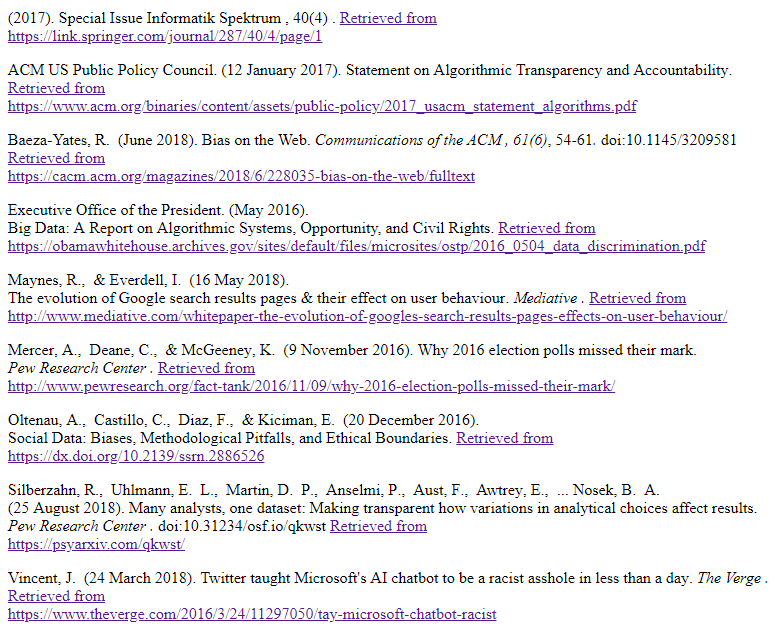 (2017). Special Issue Informatik Spektrum , 40(4) . Retrieved from
https://link.springer.com/journal/287/40/4/page/1
ACM US Public Policy Council. (12 January 2017). Statement on Algorithmic Transparency and Accountability.
Retrieved from
https://www.acm.org/binaries/content/assets/public-policy/2017_usacm_statement_algorithms.pdf
Baeza-Yates, R.  (June 2018). Bias on the Web. Communications of the ACM , 61(6), 54-61. doi:10.1145/3209581
Retrieved from
https://cacm.acm.org/magazines/2018/6/228035-bias-on-the-web/fulltext
Executive Office of the President. (May 2016).
Big Data: A Report on Algorithmic Systems, Opportunity, and Civil Rights. Retrieved from
https://obamawhitehouse.archives.gov/sites/default/files/microsites/ostp/2016_0504_data_discrimination.pdf
Maynes, R.,  & Everdell, I.  (16 May 2018).
The evolution of Google search results pages & their effect on user behaviour. Mediative . Retrieved from
http://www.mediative.com/whitepaper-the-evolution-of-googles-search-results-pages-effects-on-user-behaviour/
Mercer, A.,  Deane, C.,  & McGeeney, K.  (9 November 2016). Why 2016 election polls missed their mark.
Pew Research Center . Retrieved from
http://www.pewresearch.org/fact-tank/2016/11/09/why-2016-election-polls-missed-their-mark/
Oltenau, A.,  Castillo, C.,  Diaz, F.,  & Kiciman, E.  (20 December 2016).
Social Data: Biases, Methodological Pitfalls, and Ethical Boundaries. Retrieved from
https://dx.doi.org/10.2139/ssrn.2886526
Silberzahn, R.,  Uhlmann, E.  L.,  Martin, D.  P.,  Anselmi, P.,  Aust, F.,  Awtrey, E.,  ... Nosek, B.  A.
(25 August 2018). Many analysts, one dataset: Making transparent how variations in analytical choices affect results.
Pew Research Center . doi:10.31234/osf.io/qkwst Retrieved from
https://psyarxiv.com/qkwst/
Vincent, J.  (24 March 2018). Twitter taught Microsoft's AI chatbot to be a racist asshole in less than a day. The Verge .
Retrieved from
https://www.theverge.com/2016/3/24/11297050/tay-microsoft-chatbot-racist